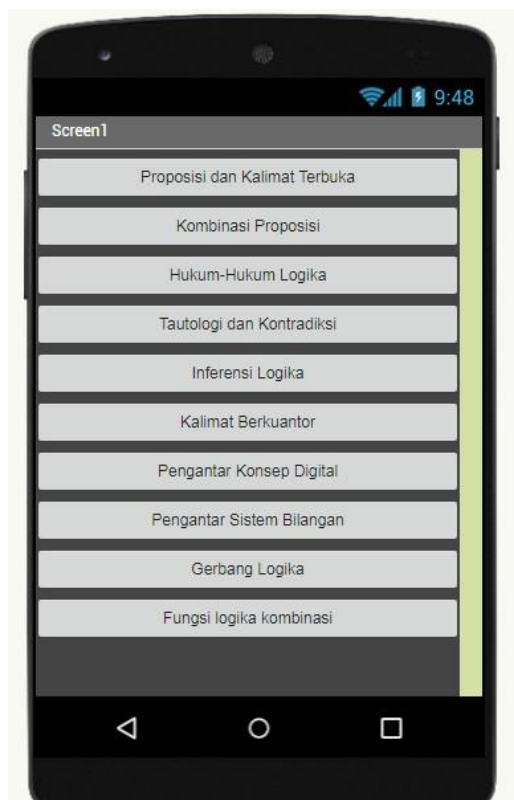 9:48
Screen1
Proposisi dan Kalimat Terbuka
Kombinasi Proposisi
Hukum-Hukum Logika
Tautologi dan Kontradiksi
Inferensi Logika
Kalimat Berkuantor
Pengantar Konsep Digital
Pengantar Sistem Bilangan
Gerbang Logika
Fungsi logika kombinasi